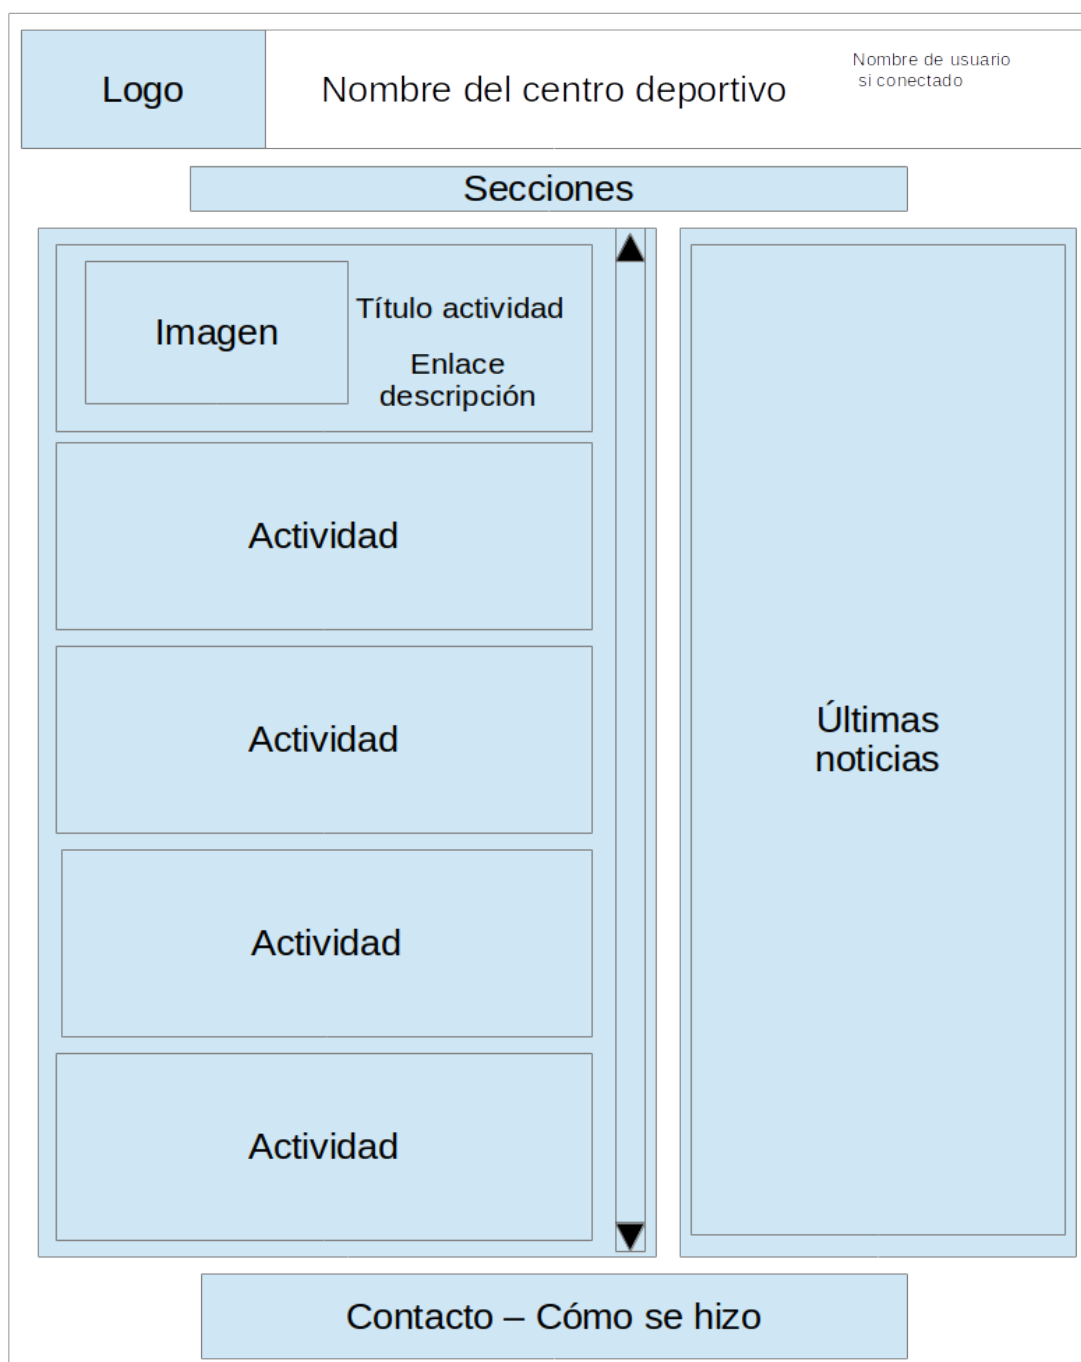 Logo
Nombre del centro deportivo
Nombre de usuario
si conectado
Secciones
Imagen
Título actividad
Enlace
descripción
Actividad
Actividad
Actividad
Actividad
Últimas
noticias
Contacto – Cómo se hizo